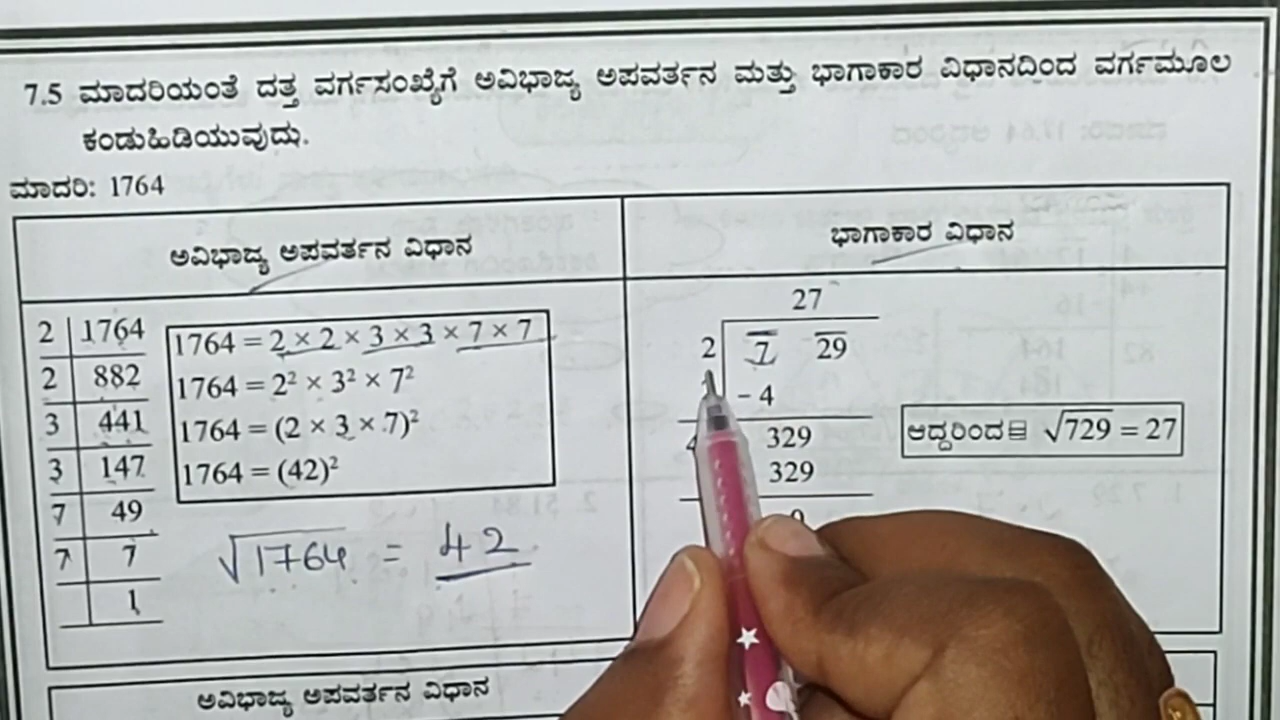 7.5 ಮಾದರಿಯಂತೆ ದತ್ತ ವರ್ಗಸಂಖ್ಯೆಗೆ ಅವಿಭಾಜ್ಯ ಅಪವರ್ತನ ಮತ್ತು ಭಾಗಾಕಾರ ವಿಧಾನದಿಂದ ವರ್ಗಮೂಲ
ಕಂಡುಹಿಡಿಯುವುದು.
ಮಾದರಿ: 1764
ಅವಿಭಾಜ್ಯ ಅಪವರ್ತನ ವಿಧಾನ
2 1764
2 882
3 441
3 147
7 49
7 7
1
1764 = 2 × 2 × 3 × 3 × 7 × 7
1764 = 2² × 3² × 7²
1764 = (2 × 3 × 7)²
1764 = (42)²
√1764 = 42
ಭಾಗಾಕಾರ ವಿಧಾನ
27
2 7 29
– 4
329
329
ಆದ್ದರಿಂದ √729 = 27
ಅವಿಭಾಜ್ಯ ಅಪವರ್ತನ ವಿಧಾನ